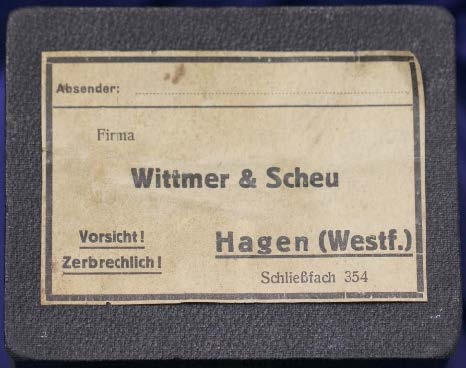 Absender:
Firma
Wittmer & Scheu
Vorsicht!
Zerbrechlich!
Hagen (Westf.)
Schließfach 354